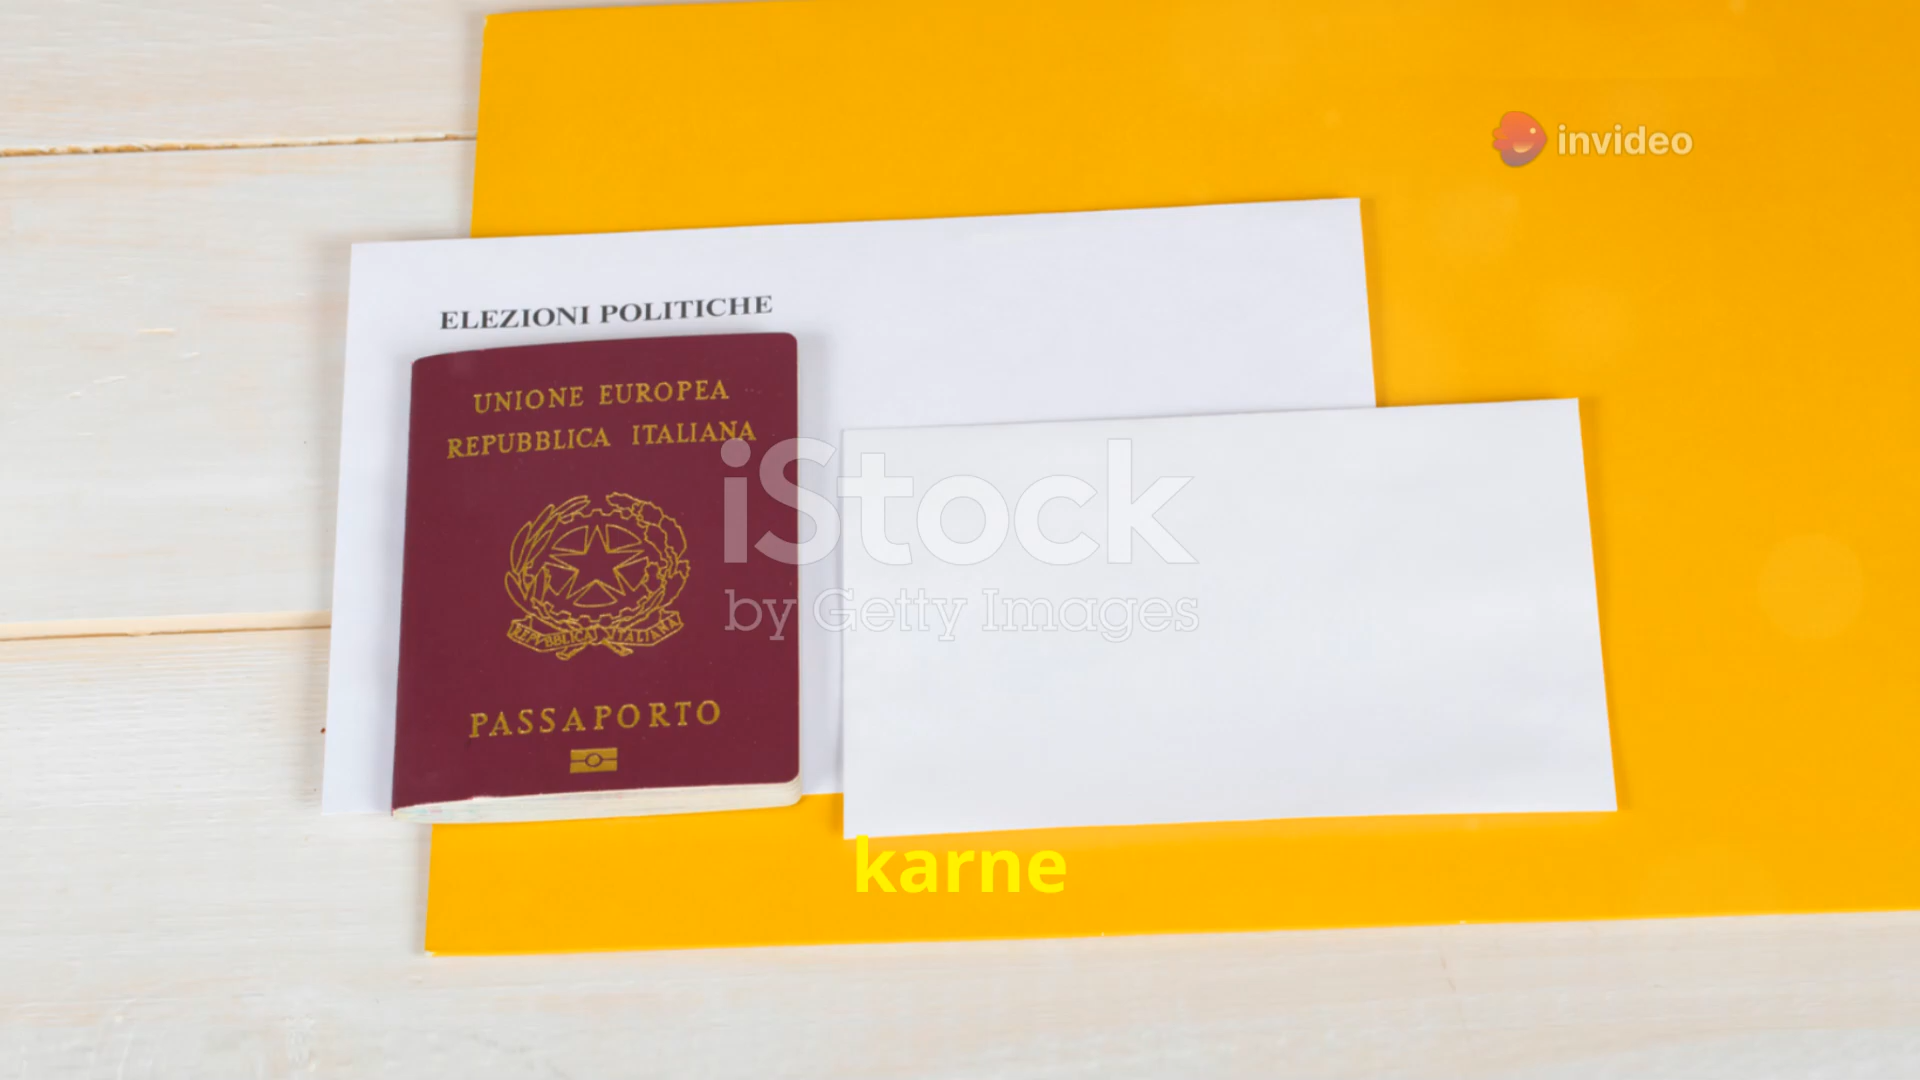 invideo
ELEZIONI POLITICHE
UNIONE EUROPEA
REPUBBLICA ITALIANA
REPUBBLICA ITALIANA
PASSAPORTO
iStock
by Getty Images
karne